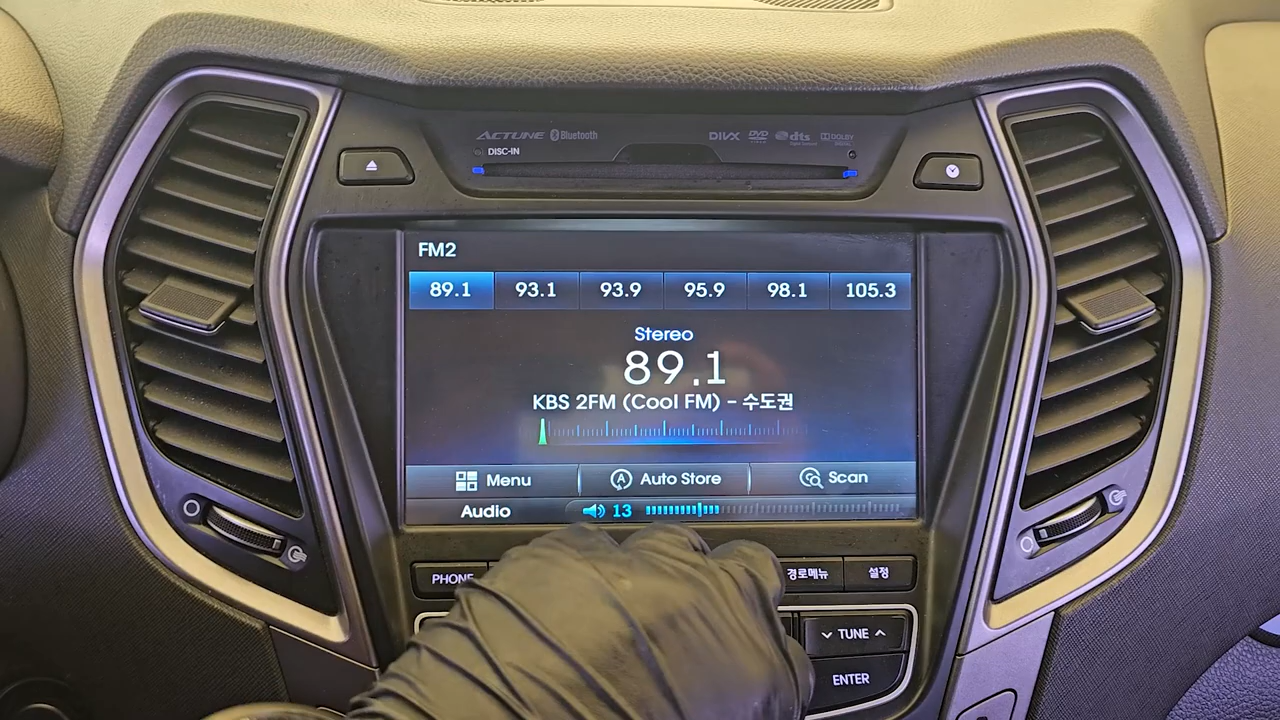 ACTUNE Bluetooth DIVX DVD dts DOLBY
DISC-IN
FM2
89.1 93.1 93.9 95.9 98.1 105.3
Stereo
89.1
KBS 2FM (Cool FM) - 수도권
Menu A Auto Store Scan
Audio 13
PHONE 경로메뉴 설정
TUNE
ENTER